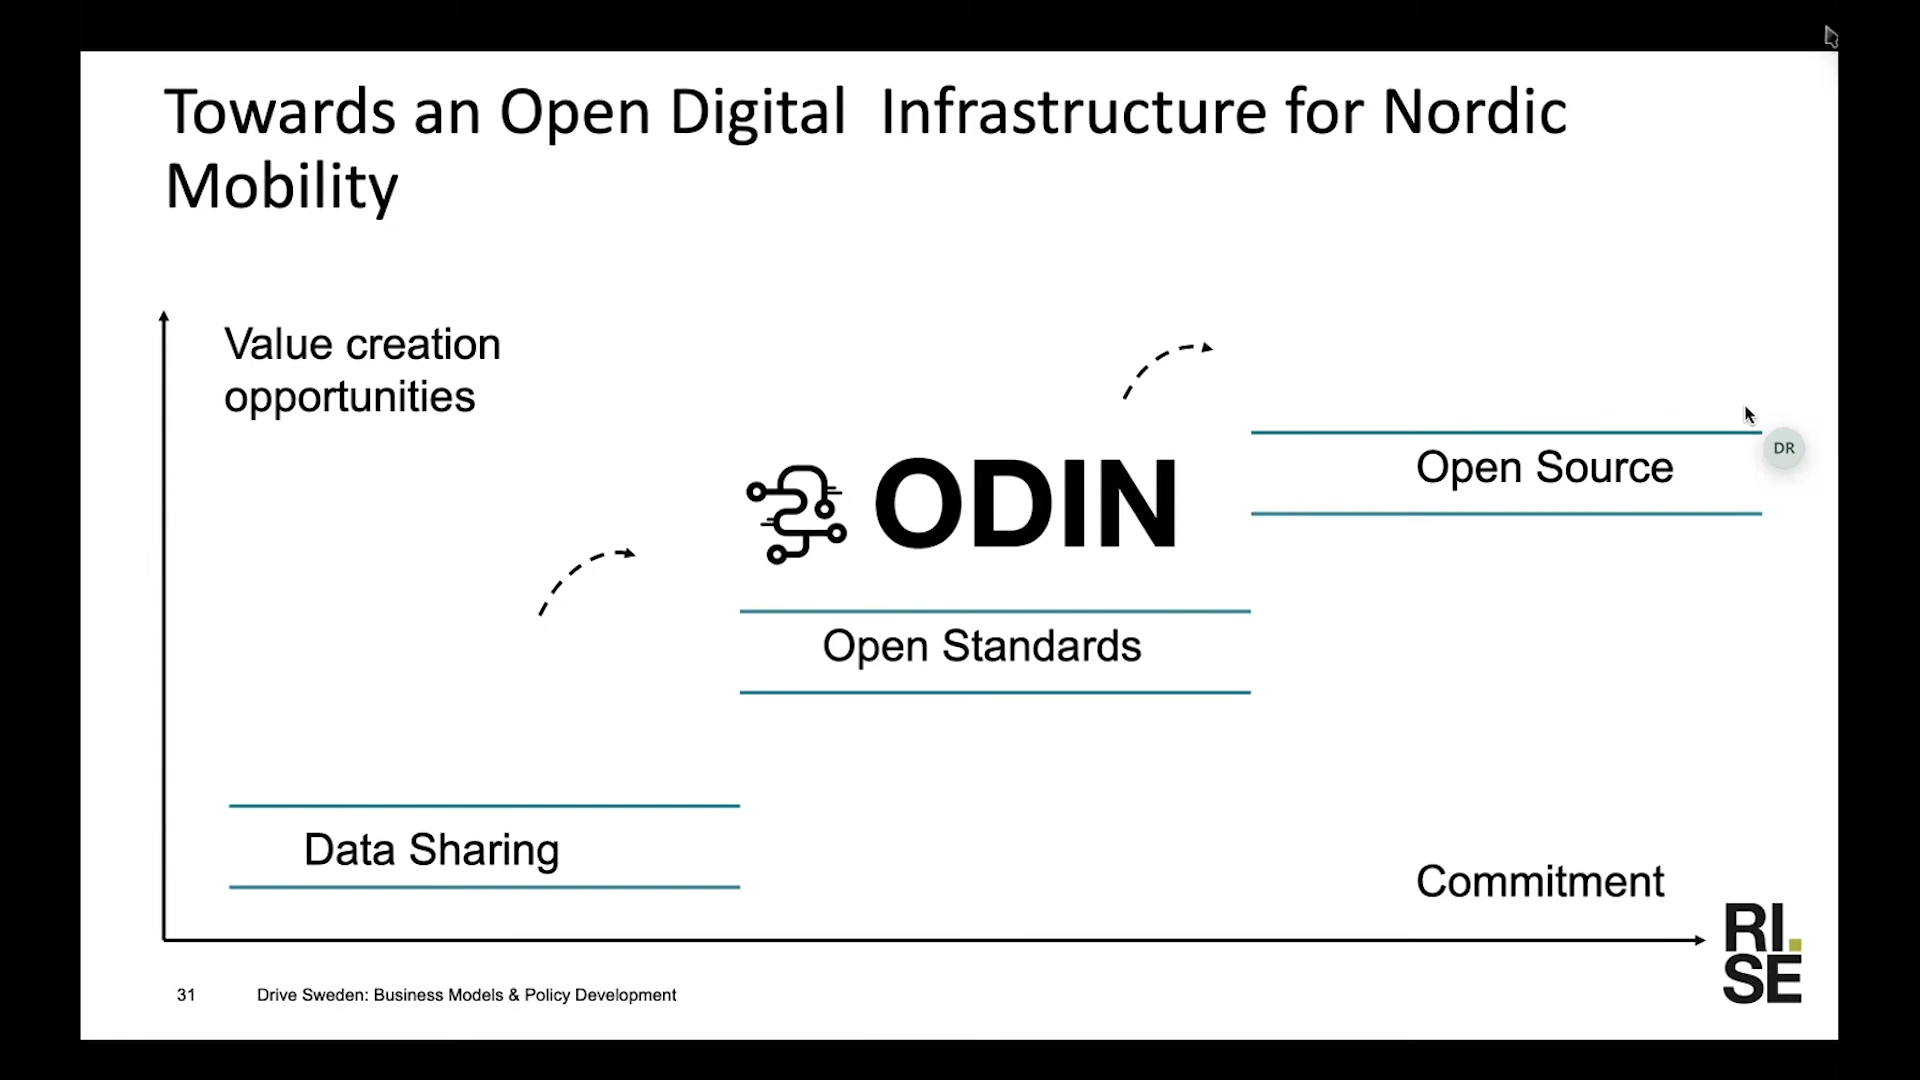 Towards an Open Digital  Infrastructure for Nordic
Mobility
Value creation
opportunities
ODIN
Open Source
DR
Open Standards
Data Sharing
Commitment
RI.
SE
31
Drive Sweden: Business Models & Policy Development